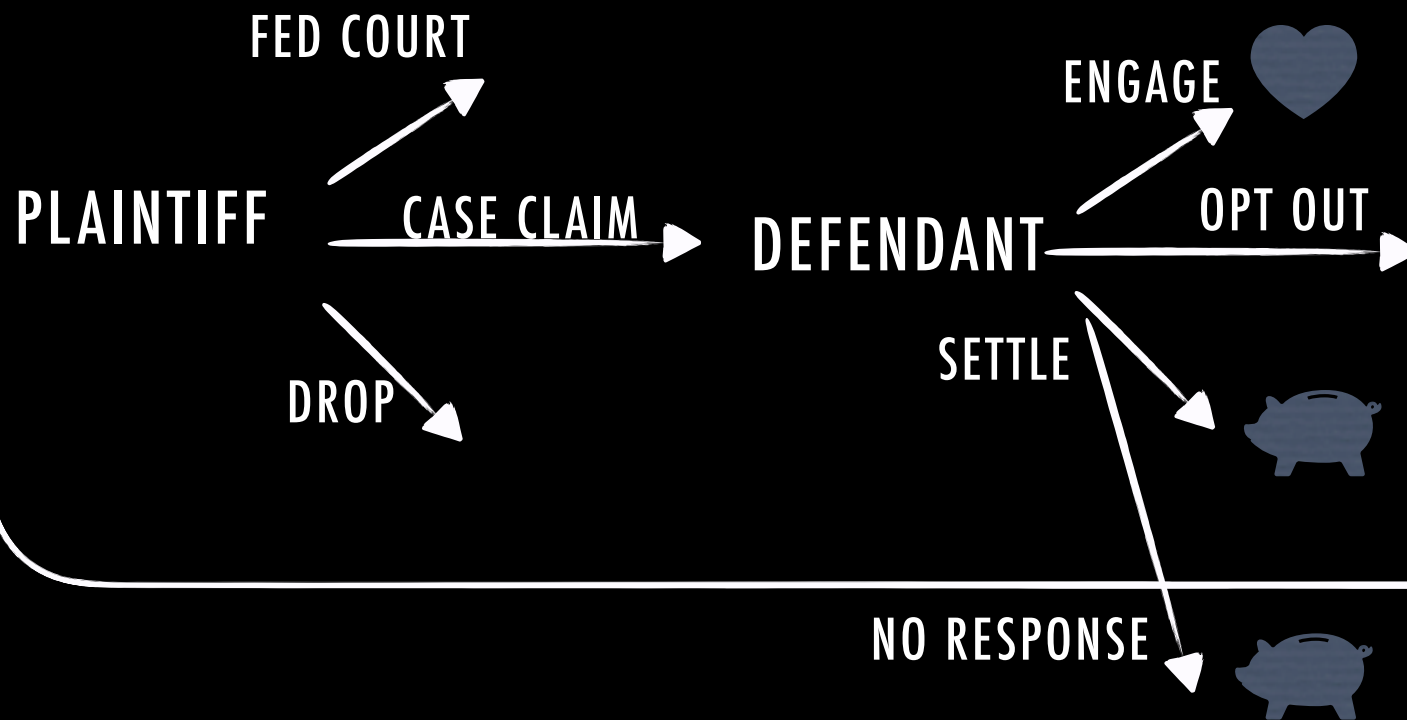 FED COURT
ENGAGE
PLAINTIFF
CASE CLAIM
DEFENDANT
OPT OUT
SETTLE
DROP
NO RESPONSE